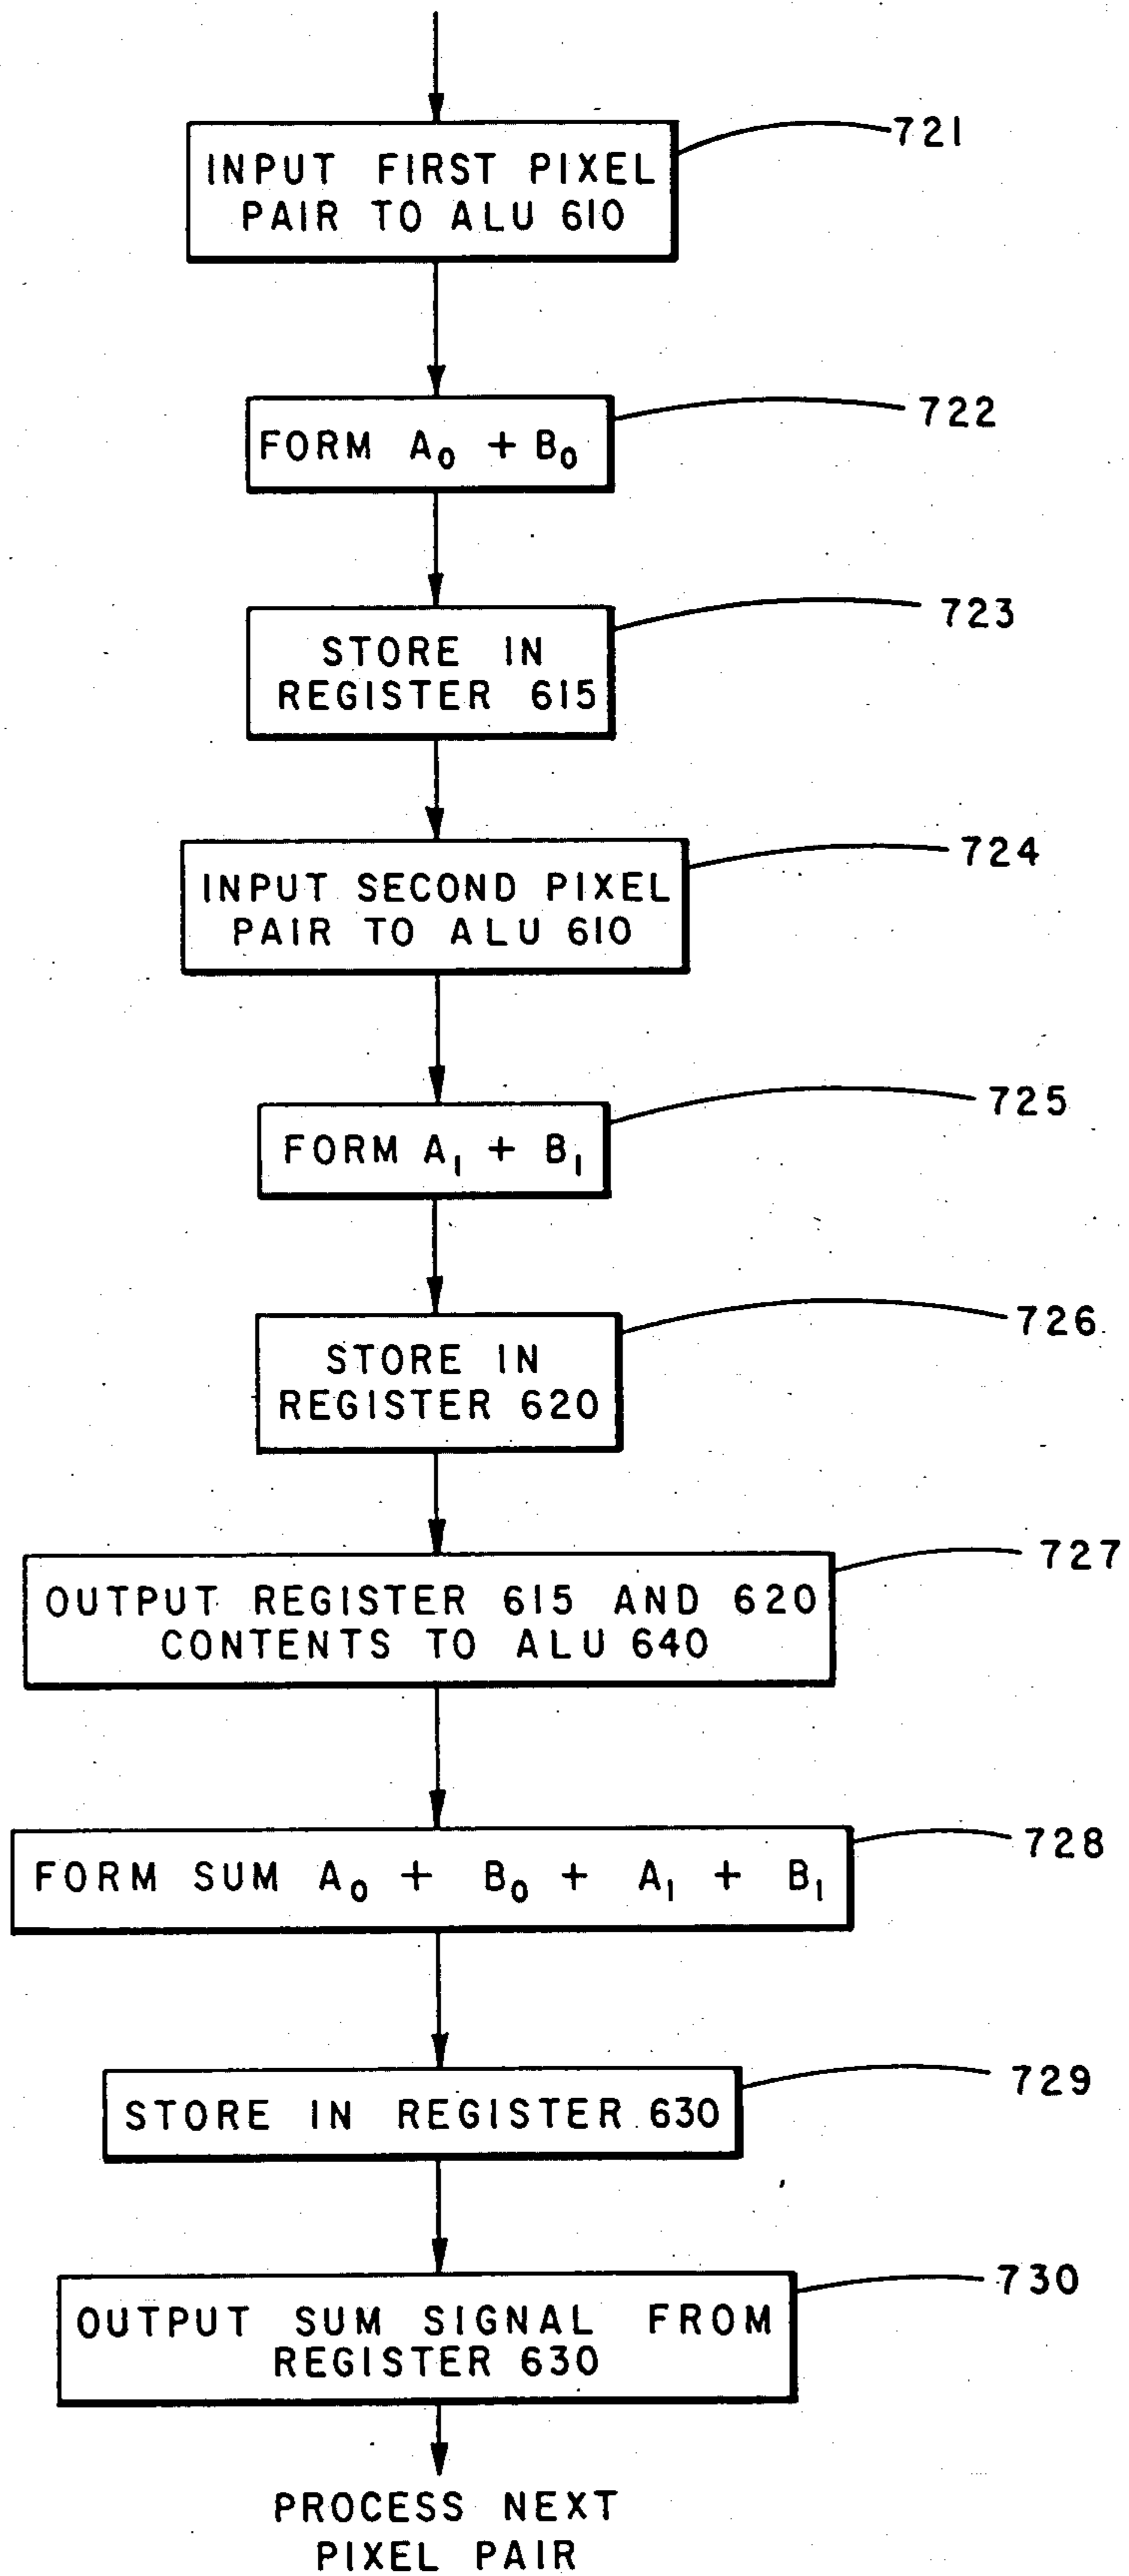 INPUT FIRST PIXEL
PAIR TO ALU 610
721
FORM A₀ + B₀
722
STORE IN
REGISTER 615
723
INPUT SECOND PIXEL
PAIR TO ALU 610
724
FORM A₁ + B₁
725
STORE IN
REGISTER 620
726
OUTPUT REGISTER 615 AND 620
CONTENTS TO ALU 640
727
FORM SUM A₀ + B₀ + A₁ + B₁
728
STORE IN REGISTER 630
729
OUTPUT SUM SIGNAL FROM
REGISTER 630
730
PROCESS NEXT
PIXEL PAIR